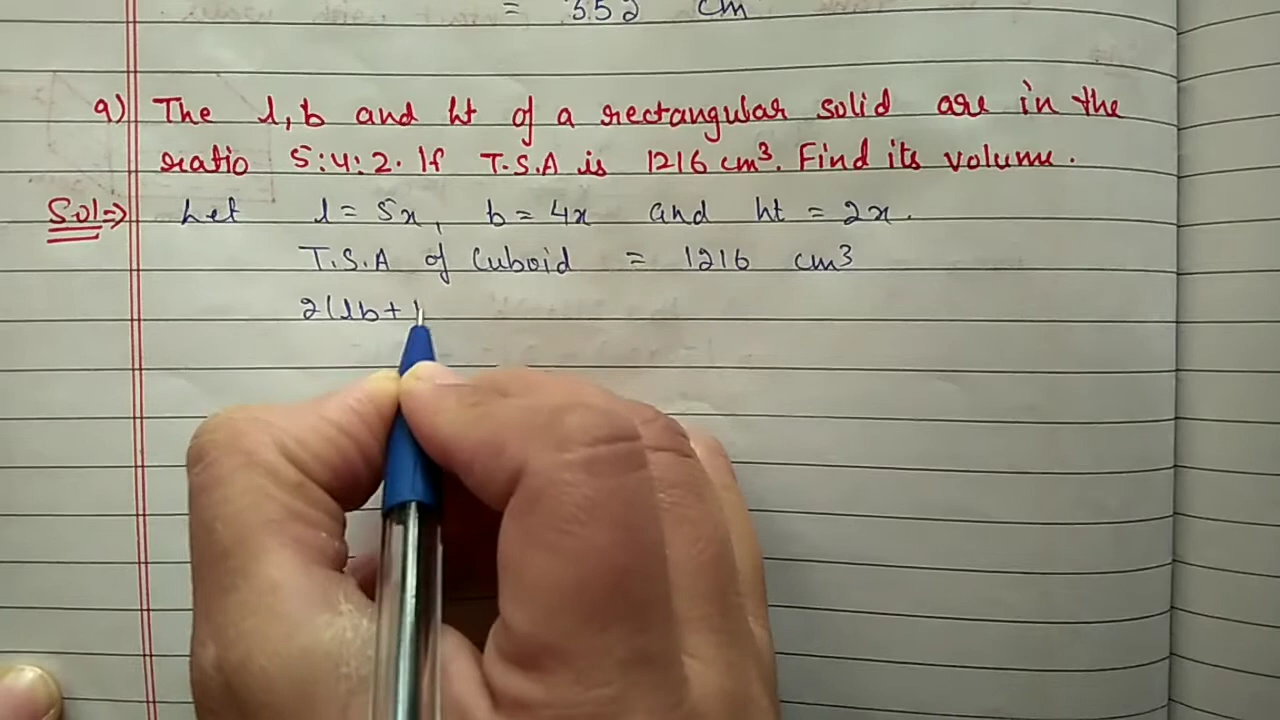 = 352 cm
9) The l, b and ht of a rectangular solid are in the
ratio 5:4:2. If T.S.A is 1216 cm³. Find its volume.
Sol⇒ Let l = 5x, b = 4x and ht = 2x.
T.S.A of Cuboid = 1216 cm³
2(lb+